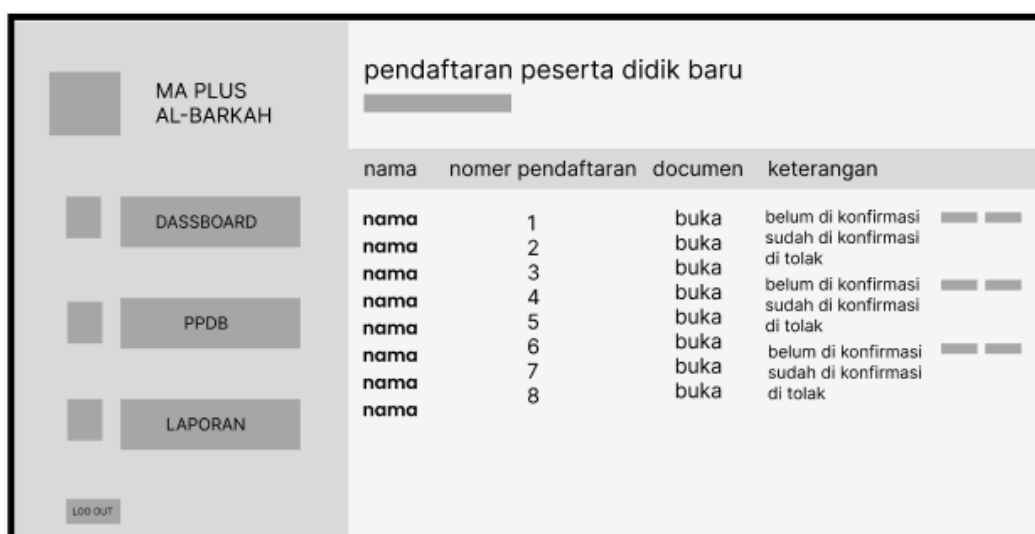 MA PLUS
AL-BARKAH
DASSBOARD
PPDB
LAPORAN
LOG OUT
pendaftaran peserta didik baru
nama nomer pendaftaran documen keterangan
nama 1 buka belum di konfirmasi
nama 2 buka sudah di konfirmasi
nama 3 buka di tolak
nama 4 buka belum di konfirmasi
nama 5 buka sudah di konfirmasi
nama 6 buka di tolak
nama 7 buka belum di konfirmasi
nama 8 buka sudah di konfirmasi
di tolak